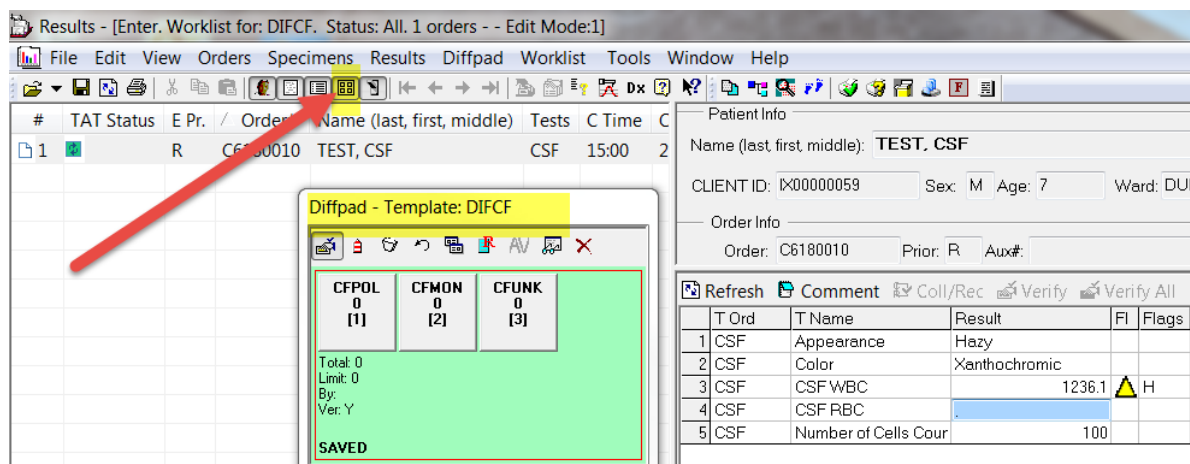 Results - [Enter. Worklist for: DIFCF. Status: All. 1 orders - - Edit Mode:1]
File Edit View Orders Specimens Results Diffpad Worklist Tools Window Help
Dx
# TAT Status E Pr. / Order Name (last, first, middle) Tests C Time C
1 R C6180010 TEST, CSF CSF 15:00 2
Diffpad - Template: DIFCF
R AV
CFPOL CFMON CFUNK
0 0 0
[1] [2] [3]
Total: 0
Limit: 0
By:
Ver: Y
SAVED
Patient Info
Name (last, first, middle): TEST, CSF
CLIENT ID: IX00000059 Sex: M Age: 7 Ward: DUI
Order Info
Order: C6180010 Prior: R Aux#:
Refresh Comment Coll/Rec Verify Verify All
T Ord T Name Result Fl Flags
1 CSF Appearance Hazy
2 CSF Color Xanthochromic
3 CSF CSF WBC 1236.1 H
4 CSF CSF RBC .
5 CSF Number of Cells Cour 100